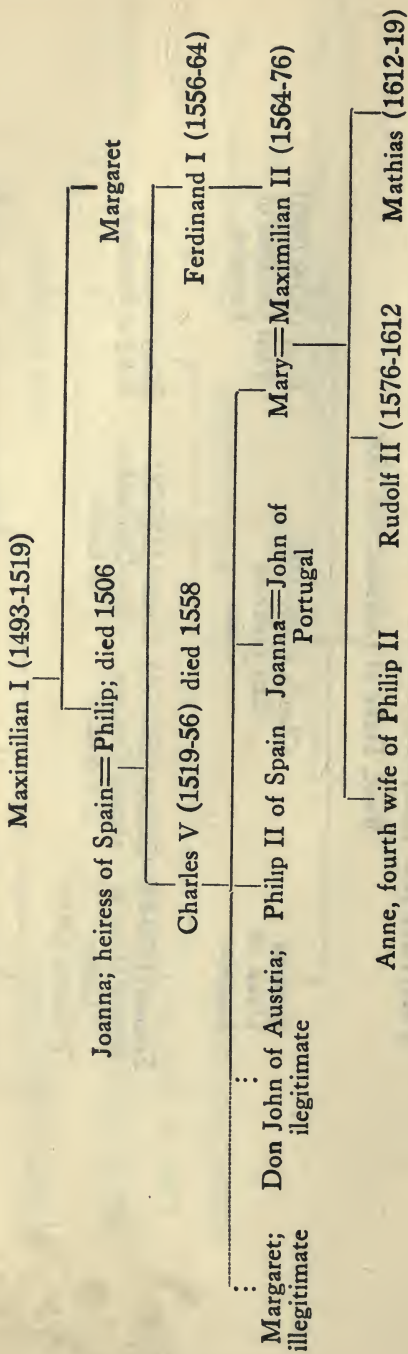 Maximilian I (1493-1519)
Joanna; heiress of Spain=Philip; died 1506
Margaret
Charles V (1519-56) died 1558
Ferdinand I (1556-64)
Margaret;
illegitimate
Don John of Austria;
ilegitimate
Philip II of Spain
Joanna=John of
Portugal
Mary=Maximilian II (1564-76)
Anne, fourth wife of Philip II
Rudolf II (1576-1612
Mathias (1612-19)